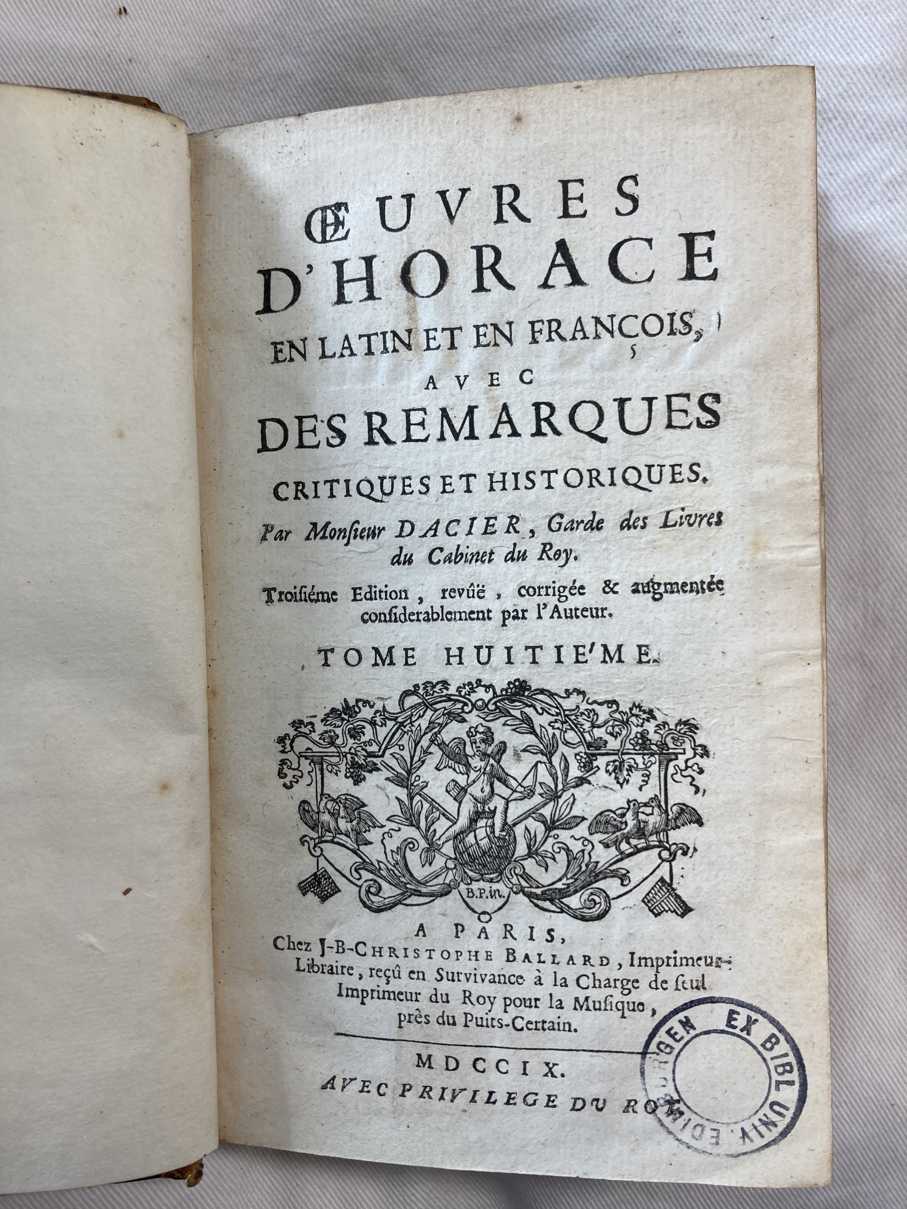 ŒUVRES
D'HORACE
EN LATIN ET EN FRANÇOIS,
AVEC
DES REMARQUES
CRITIQUES ET HISTORIQUES.
Par Monſieur DACIER, Garde des Livres
du Cabinet du Roy.
Troiſiéme Edition, revûë, corrigée & augmentée
conſiderablement par l'Auteur.
TOME HUITIE'ME.
B.P.in.
A PARIS,
Chez J-B-CHRISTOPHE BALLARD, Imprimeur-
Libraire, reçû en Survivance à la Charge de ſeul
Imprimeur du Roy pour la Muſique,
près du Puits-Certain.
MDCCIX.
AVEC PRIVILEGE DU ROY.
EX BIBL. UNIV. EDINBURGEN